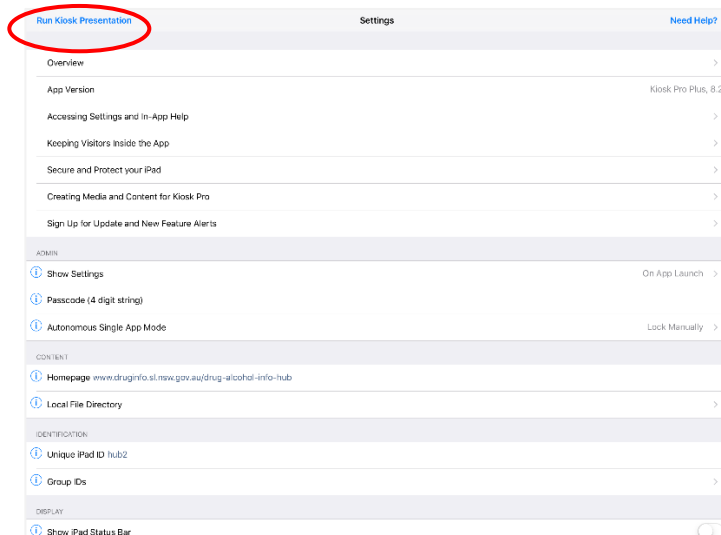 Run Kiosk Presentation Settings Need Help?
Overview
App Version Kiosk Pro Plus, 8.2
Accessing Settings and In-App Help
Keeping Visitors Inside the App
Secure and Protect your iPad
Creating Media and Content for Kiosk Pro
Sign Up for Update and New Feature Alerts
ADMIN
Show Settings On App Launch
Passcode (4 digit string)
Autonomous Single App Mode Lock Manually
CONTENT
Homepage www.druginfo.sl.nsw.gov.au/drug-alcohol-info-hub
Local File Directory
IDENTIFICATION
Unique iPad ID hub2
Group IDs
DISPLAY
Show iPad Status Bar